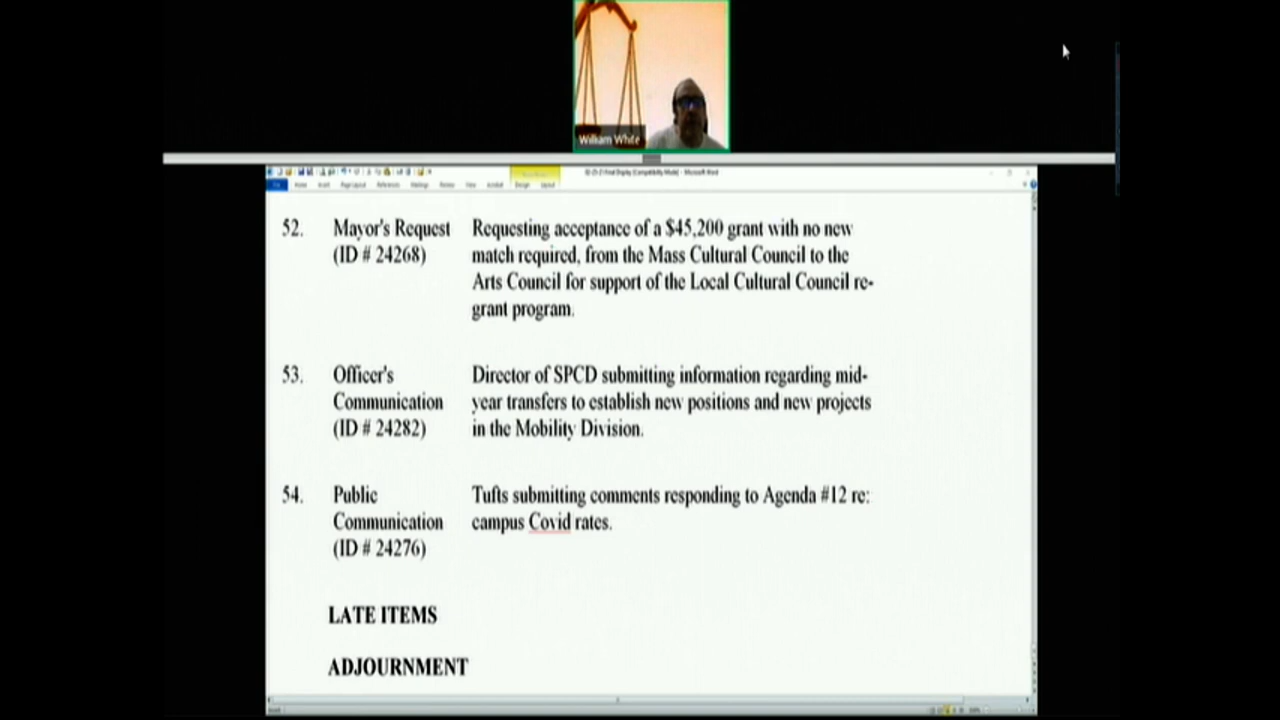 William White
52. Mayor's Request Requesting acceptance of a $45,200 grant with no new
(ID # 24268) match required, from the Mass Cultural Council to the
Arts Council for support of the Local Cultural Council re-
grant program.
53. Officer's Director of SPCD submitting information regarding mid-
Communication year transfers to establish new positions and new projects
(ID # 24282) in the Mobility Division.
54. Public Tufts submitting comments responding to Agenda #12 re:
Communication campus Covid rates.
(ID # 24276)
LATE ITEMS
ADJOURNMENT